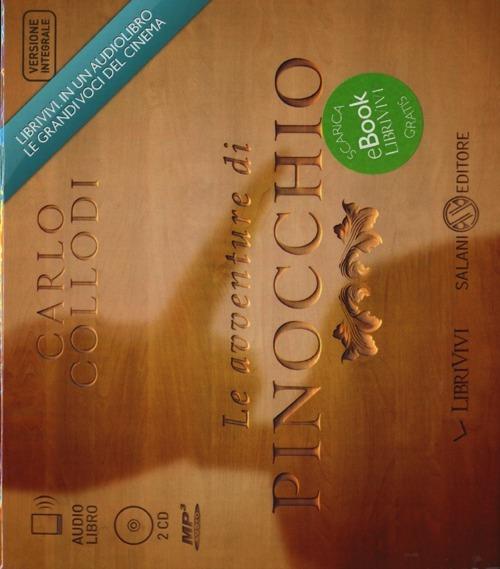 VERSIONE
INTEGRALE
LIBRIVIVI. IN UN AUDIOLIBRO
LE GRANDI VOCI DEL CINEMA
CARLO
COLLODI
AUDIO
LIBRO
2 CD
MP3
Le avventure di
PINOCCHIO
SCARICA
eBook
LIBRIVIVI
GRATIS
LIBRIVIVI
SALANI EDITORE